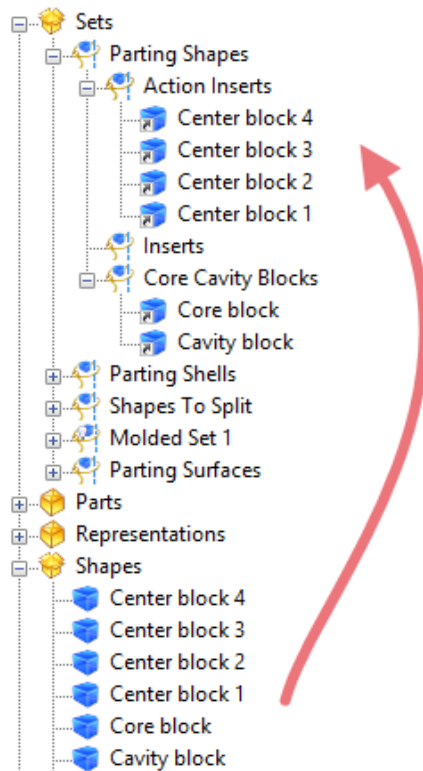 Sets
Parting Shapes
Action Inserts
Center block 4
Center block 3
Center block 2
Center block 1
Inserts
Core Cavity Blocks
Core block
Cavity block
Parting Shells
Shapes To Split
Molded Set 1
Parting Surfaces
Parts
Representations
Shapes
Center block 4
Center block 3
Center block 2
Center block 1
Core block
Cavity block